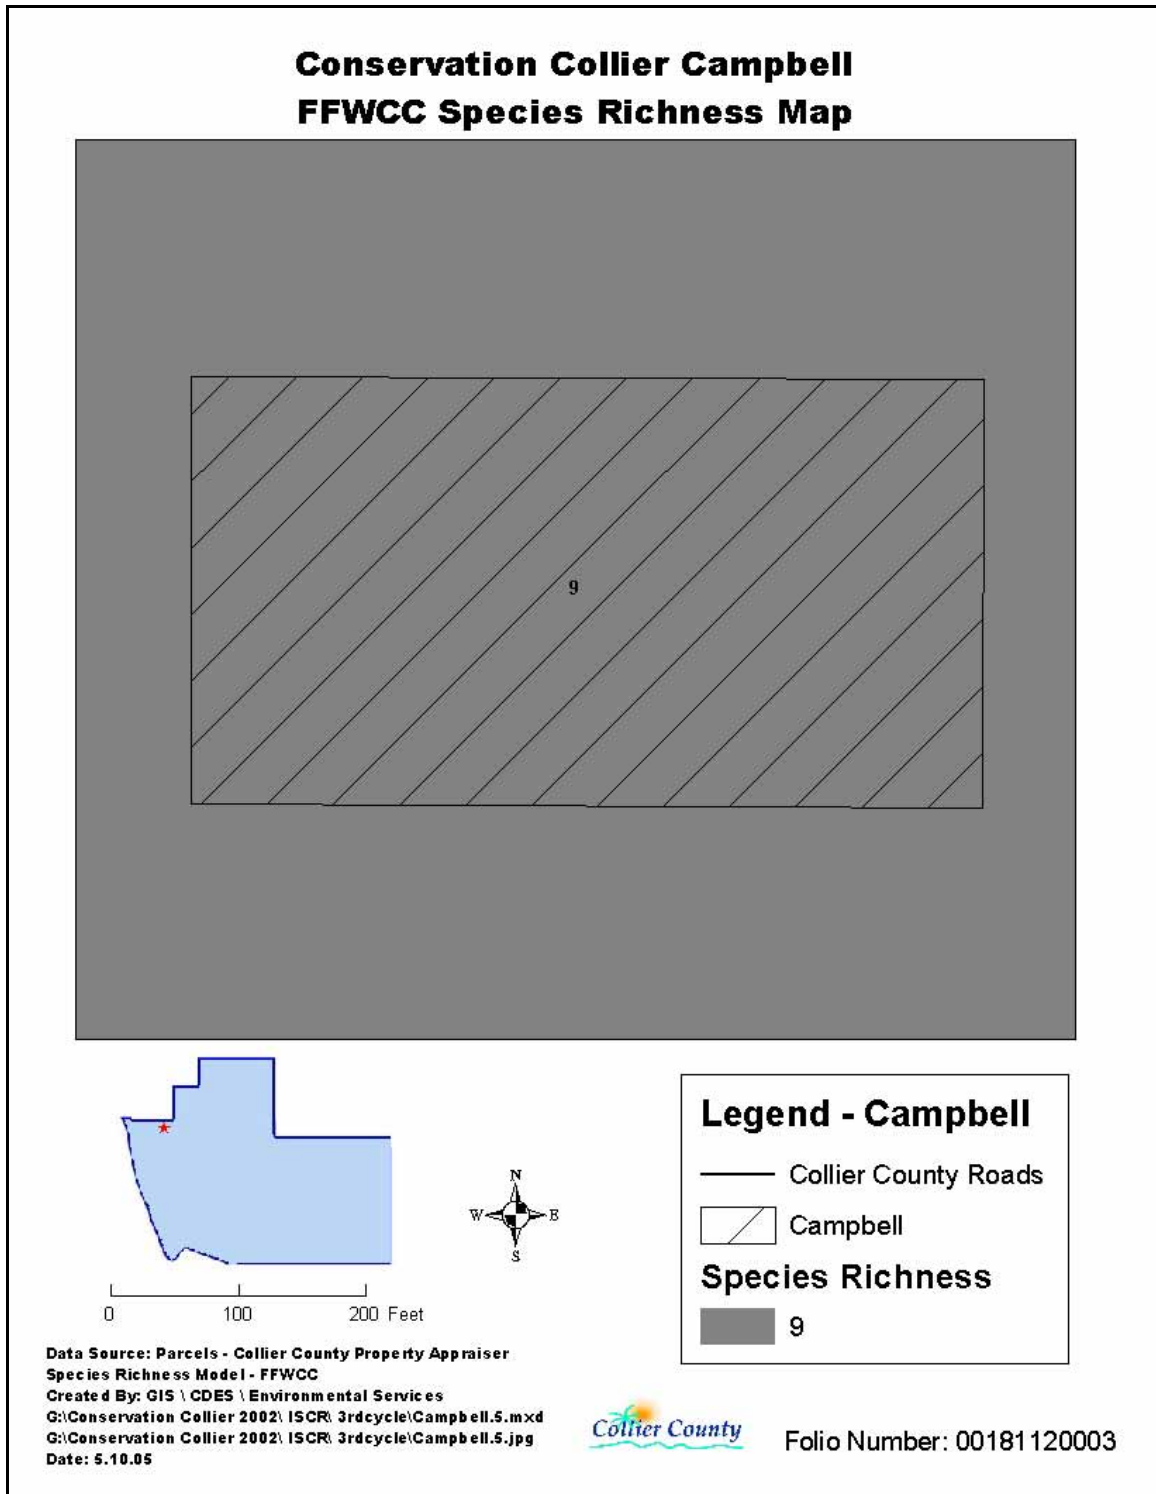 Conservation Collier Campbell
FFWCC Species Richness Map
9
N
W E
S
0 100 200 Feet
Legend - Campbell
Collier County Roads
Campbell
Species Richness
9
Data Source: Parcels - Collier County Property Appraiser
Species Richness Model - FFWCC
Created By: GIS \ CDES \ Environmental Services
G:\Conservation Collier 2002\ ISCR\ 3rdcycle\Campbell.5.mxd
G:\Conservation Collier 2002\ ISCR\ 3rdcycle\Campbell.5.jpg
Date: 5.10.05
Collier County
Folio Number: 00181120003